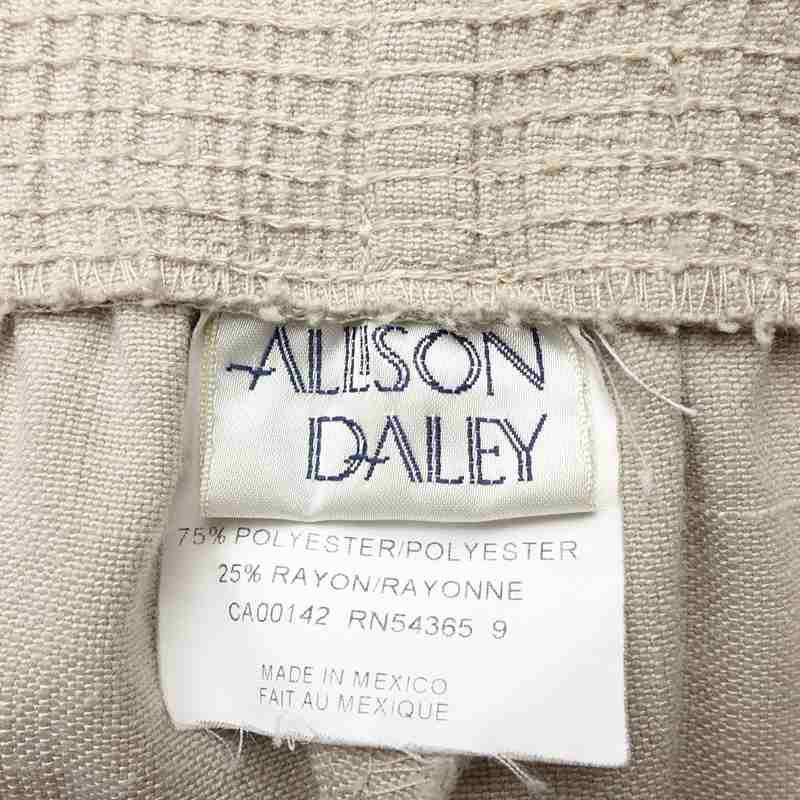 ALLISON
DALEY
75% POLYESTER/POLYESTER
25% RAYON/RAYONNE
CA00142 RN54365 9
MADE IN MEXICO
FAIT AU MEXIQUE